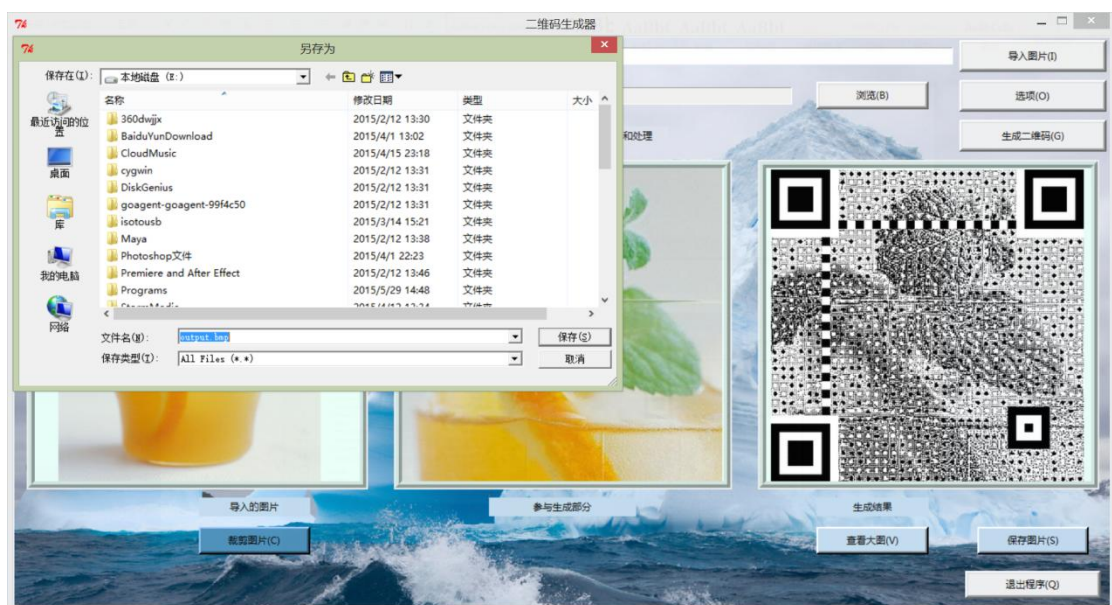 二维码生成器
另存为
导入图片(I)
保存在(I): 本地磁盘 (E:)
浏览(B) 选项(O)
名称 修改日期 类型 大小
最近访问的位置
360dwjjx 2015/2/12 13:30 文件夹
BaiduYunDownload 2015/4/1 13:02 文件夹
和处理 生成二维码(G)
CloudMusic 2015/4/15 23:18 文件夹
桌面
cygwin 2015/2/12 13:31 文件夹
DiskGenius 2015/2/12 13:31 文件夹
goagent-goagent-99f4c50 2015/2/12 13:31 文件夹
库
isotousb 2015/3/14 15:21 文件夹
Maya 2015/2/12 13:38 文件夹
Photoshop文件 2015/4/1 22:23 文件夹
我的电脑
Premiere and After Effect 2015/2/12 13:46 文件夹
Programs 2015/5/29 14:48 文件夹
网络
文件名(N): output.bmp 保存(S)
保存类型(T): All Files (*.*) 取消
导入的图片 参与生成部分 生成结果
裁剪图片(C) 查看大图(V) 保存图片(S)
退出程序(Q)